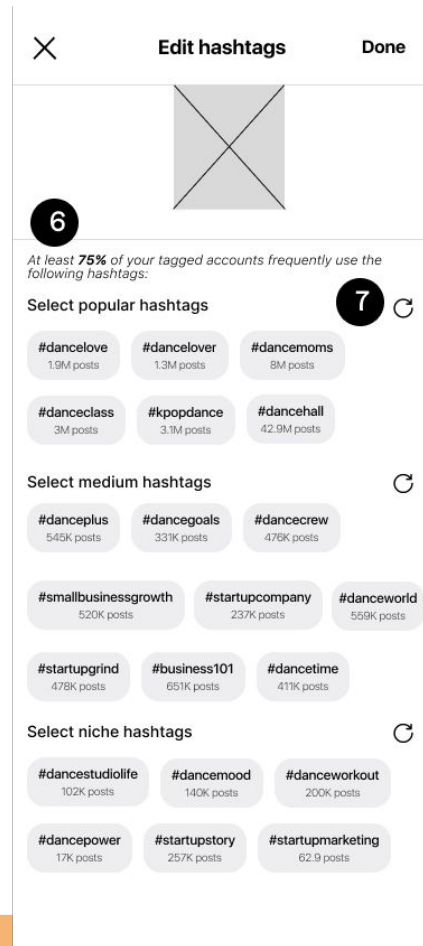 Edit hashtags Done
6
At least 75% of your tagged accounts frequently use the
following hashtags:
Select popular hashtags 7
#dancelove #dancelover #dancemoms
1.9M posts 1.3M posts 8M posts
#danceclass #kpopdance #dancehall
3M posts 3.1M posts 42.9M posts
Select medium hashtags
#danceplus #dancegoals #dancecrew
545K posts 331K posts 476K posts
#smallbusinessgrowth #startupcompany #danceworld
520K posts 237K posts 559K posts
#startupgrind #business101 #dancetime
478K posts 651K posts 411K posts
Select niche hashtags
#dancestudiolife #dancemood #danceworkout
102K posts 140K posts 200K posts
#dancepower #startupstory #startupmarketing
17K posts 257K posts 62.9 posts